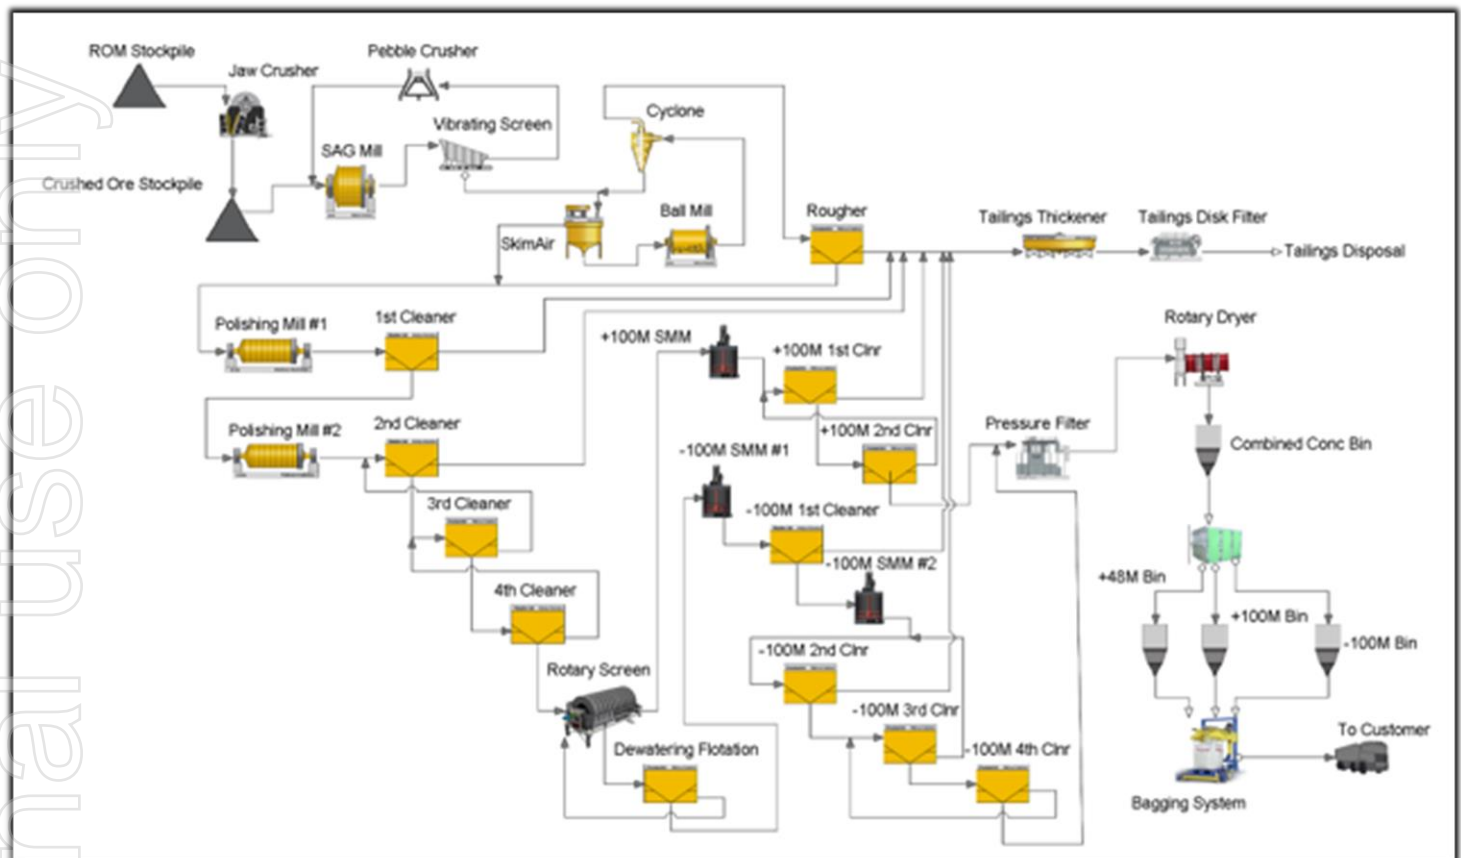 ROM Stockpile
Pebble Crusher
Jaw Crusher
Cyclone
Vibrating Screen
SAG Mill
Crushed Ore Stockpile
Ball Mill
Rougher
Tailings Thickener
Tailings Disk Filter
SkimAir
Tailings Disposal
Polishing Mill #1
1st Cleaner
+100M SMM
+100M 1st Clnr
Rotary Dryer
Polishing Mill #2
2nd Cleaner
+100M 2nd Clnr
Pressure Filter
Combined Conc Bin
-100M SMM #1
3rd Cleaner
-100M 1st Cleaner
-100M SMM #2
+48M Bin
4th Cleaner
+100M Bin
-100M Bin
-100M 2nd Clnr
Rotary Screen
-100M 3rd Clnr
Dewatering Flotation
-100M 4th Clnr
To Customer
Bagging System
nal use only